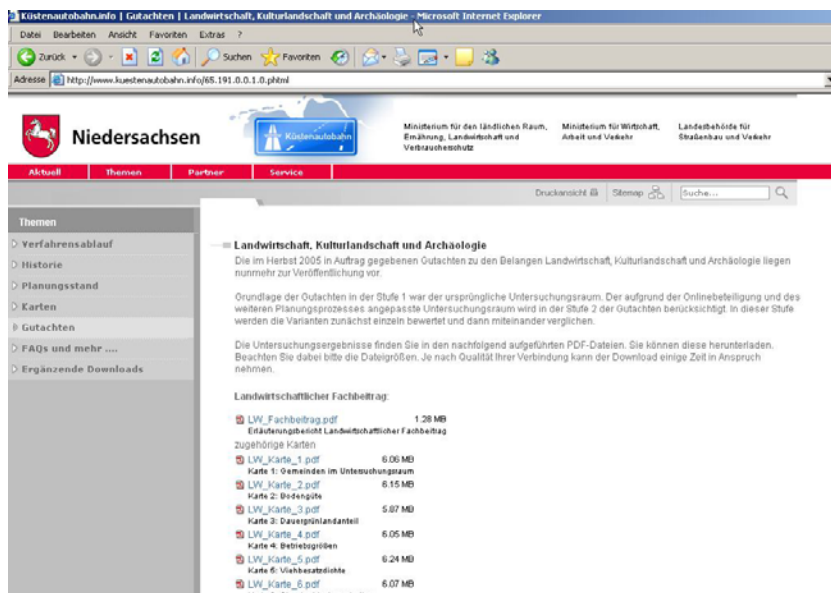 Küstenautobahn.info | Gutachten | Landwirtschaft, Kulturlandschaft und Archäologie - Microsoft Internet Explorer
Datei Bearbeiten Ansicht Favoriten Extras ?
Zurück Suchen Favoriten
Adresse http://www.kuestenautobahn.info/65.191.0.0.1.0.phtml
Niedersachsen
Küstenautobahn
Ministerium für den ländlichen Raum,
Ernährung, Landwirtschaft und
Verbraucherschutz
Ministerium für Wirtschaft,
Arbeit und Verkehr
Landesbehörde für
Straßenbau und Verkehr
Aktuell Themen Partner Service
Druckansicht Sitemap Suche...
Themen
Verfahrensablauf
Historie
Planungsstand
Karten
Gutachten
FAQs und mehr ....
Ergänzende Downloads
Landwirtschaft, Kulturlandschaft und Archäologie
Die im Herbst 2005 in Auftrag gegebenen Gutachten zu den Belangen Landwirtschaft, Kulturlandschaft und Archäologie liegen
nunmehr zur Veröffentlichung vor.
Grundlage der Gutachten in der Stufe 1 war der ursprüngliche Untersuchungsraum. Der aufgrund der Onlinebeteiligung und des
weiteren Planungsprozesses angepasste Untersuchungsraum wird in der Stufe 2 der Gutachten berücksichtigt. In dieser Stufe
werden die Varianten zunächst einzeln bewertet und dann miteinander verglichen.
Die Untersuchungsergebnisse finden Sie in den nachfolgend aufgeführten PDF-Dateien. Sie können diese herunterladen.
Beachten Sie dabei bitte die Dateigrößen. Je nach Qualität Ihrer Verbindung kann der Download einige Zeit in Anspruch
nehmen.
Landwirtschaftlicher Fachbeitrag:
LW_Fachbeitrag.pdf 1.28 MB
Erläuterungsbericht Landwirtschaftlicher Fachbeitrag
zugehörige Karten
LW_Karte_1.pdf 6.06 MB
Karte 1: Gemeinden im Untersuchungsraum
LW_Karte_2.pdf 6.15 MB
Karte 2: Bodengüte
LW_Karte_3.pdf 5.87 MB
Karte 3: Dauergrünlandanteil
LW_Karte_4.pdf 6.05 MB
Karte 4: Betriebsgrößen
LW_Karte_5.pdf 6.24 MB
Karte 5: Viehbesatzdichte
LW_Karte_6.pdf 6.07 MB